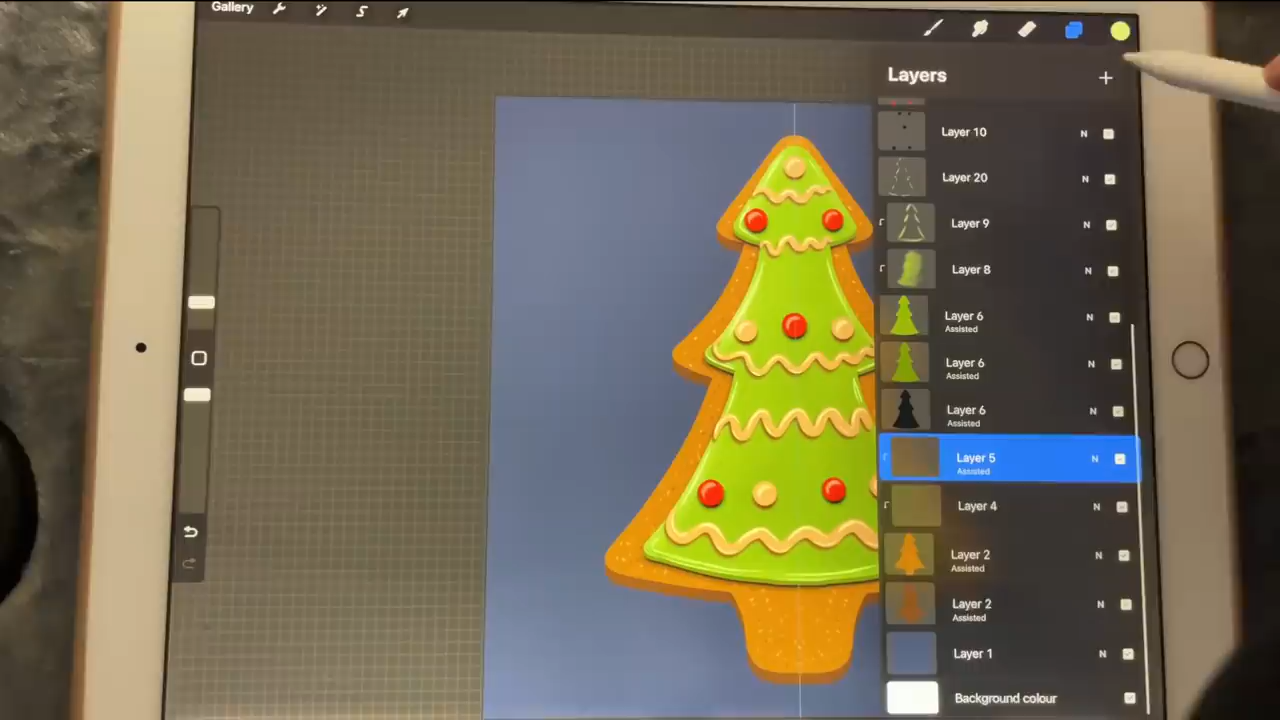 Gallery
Layers
Layer 10
N
Layer 20
N
Layer 9
N
Layer 8
N
Layer 6
Assisted
N
Layer 6
Assisted
N
Layer 6
Assisted
N
Layer 5
Assisted
N
Layer 4
N
Layer 2
Assisted
N
Layer 2
Assisted
N
Layer 1
N
Background colour